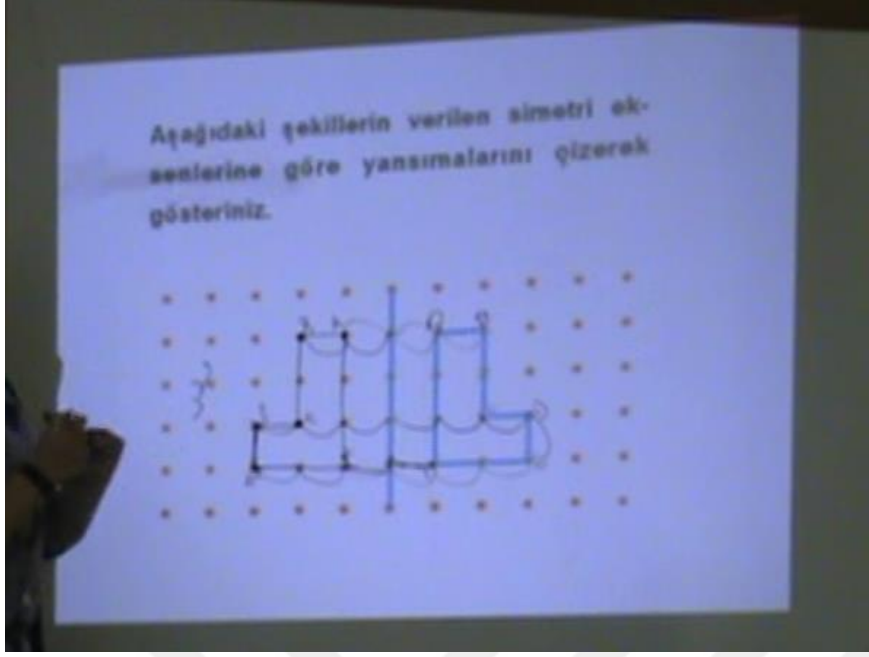 Aşağıdaki şekillerin verilen simetri ek-
senlerine göre yansımalarını çizerek
gösteriniz.